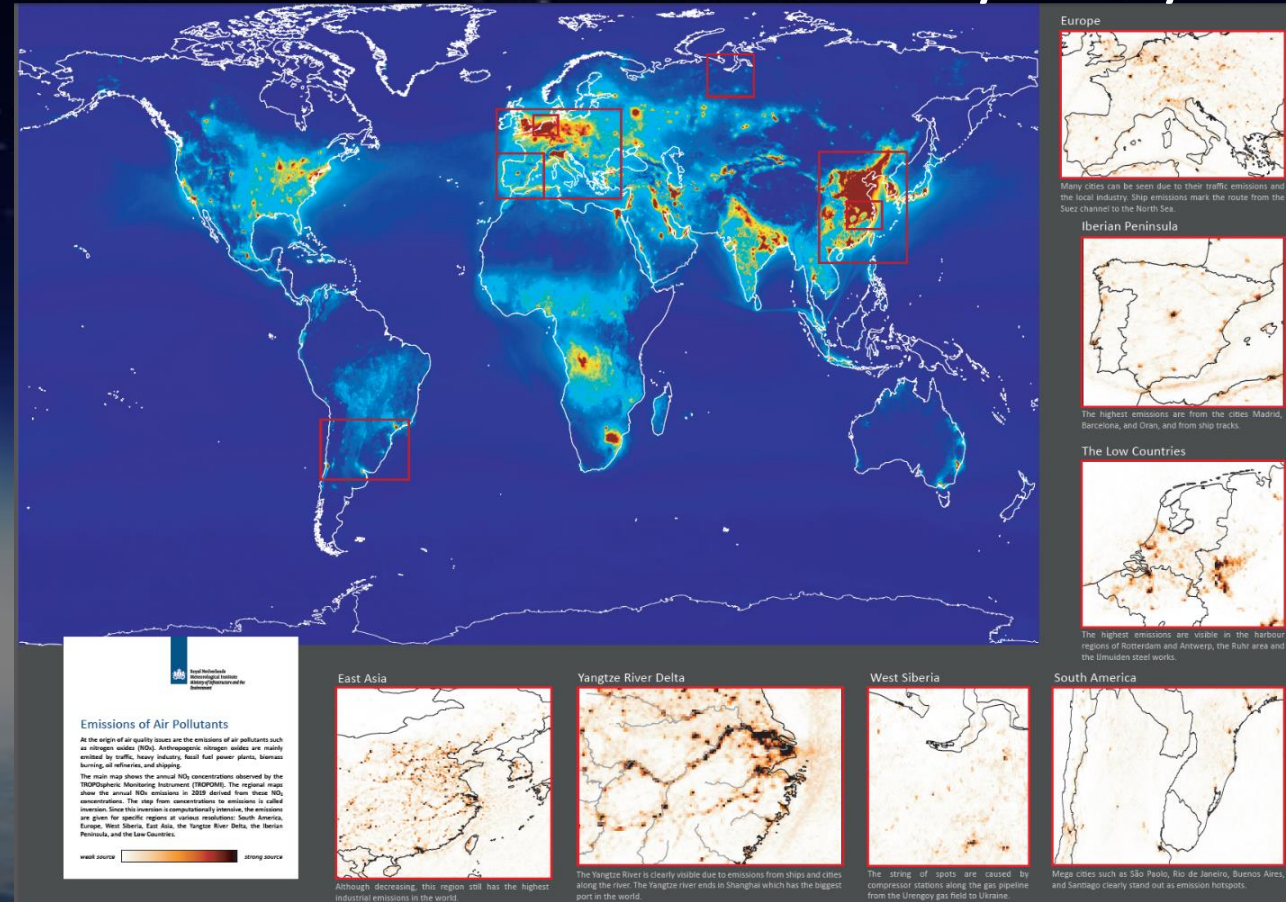 Europe
Many cities can be seen due to their traffic emissions and
the local industry. Ship emissions mark the route from the
Suez channel to the North Sea.
Iberian Peninsula
The highest emissions are from the cities Madrid,
Barcelona, and Oran, and from ship tracks.
The Low Countries
The highest emissions are visible in the harbour
regions of Rotterdam and Antwerp, the Ruhr area and
the IJmuiden steel works.
Royal Netherlands
Meteorological Institute
Ministry of Infrastructure and the
Environment
Emissions of Air Pollutants
At the origin of air quality issues are the emissions of air pollutants such
as nitrogen oxides (NOx). Anthropogenic nitrogen oxides are mainly
emitted by traffic, heavy industry, fossil fuel power plants, biomass
burning, oil refineries, and shipping.
The main map shows the annual NO₂ concentrations observed by the
TROPOspheric Monitoring Instrument (TROPOMI). The regional maps
show the annual NOx emissions in 2019 derived from these NO₂
concentrations. The step from concentrations to emissions is called
inversion. Since this inversion is computationally intensive, the emissions
are given for specific regions at various resolutions: South America,
Europe, West Siberia, East Asia, the Yangtze River Delta, the Iberian
Peninsula, and the Low Countries.
weak source strong source
East Asia
Although decreasing, this region still has the highest
industrial emissions in the world.
Yangtze River Delta
The Yangtze River is clearly visible due to emissions from ships and cities
along the river. The Yangtze river ends in Shanghai which has the biggest
port in the world.
West Siberia
The string of spots are caused by
compressor stations along the gas pipeline
from the Urengoy gas field to Ukraine.
South America
Mega cities such as São Paolo, Rio de Janeiro, Buenos Aires,
and Santiago clearly stand out as emission hotspots.